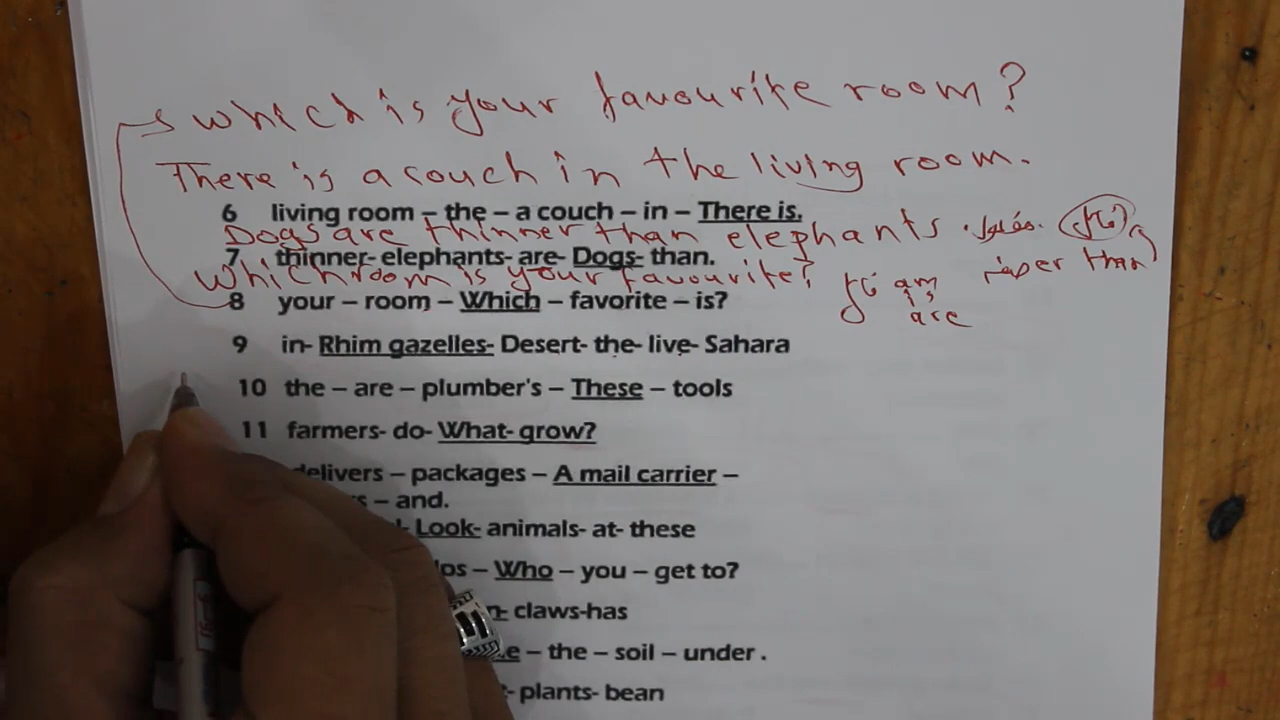 which is your favourite room?
There is a couch in the living room.
6 living room – the – a couch – in – There is.
Dogs are thinner than elephants.
7 thinner- elephants- are- Dogs- than.
Which room is your favourite?
am
is
are
than
8 your – room – Which – favorite – is?
9 in- Rhim gazelles- Desert- the- live- Sahara
10 the – are – plumber's – These – tools
11 farmers- do- What- grow?
delivers – packages – A mail carrier –
– and.
Look- animals- at- these
– Who – you – get to?
claws-has
– the – soil – under .
plants- bean